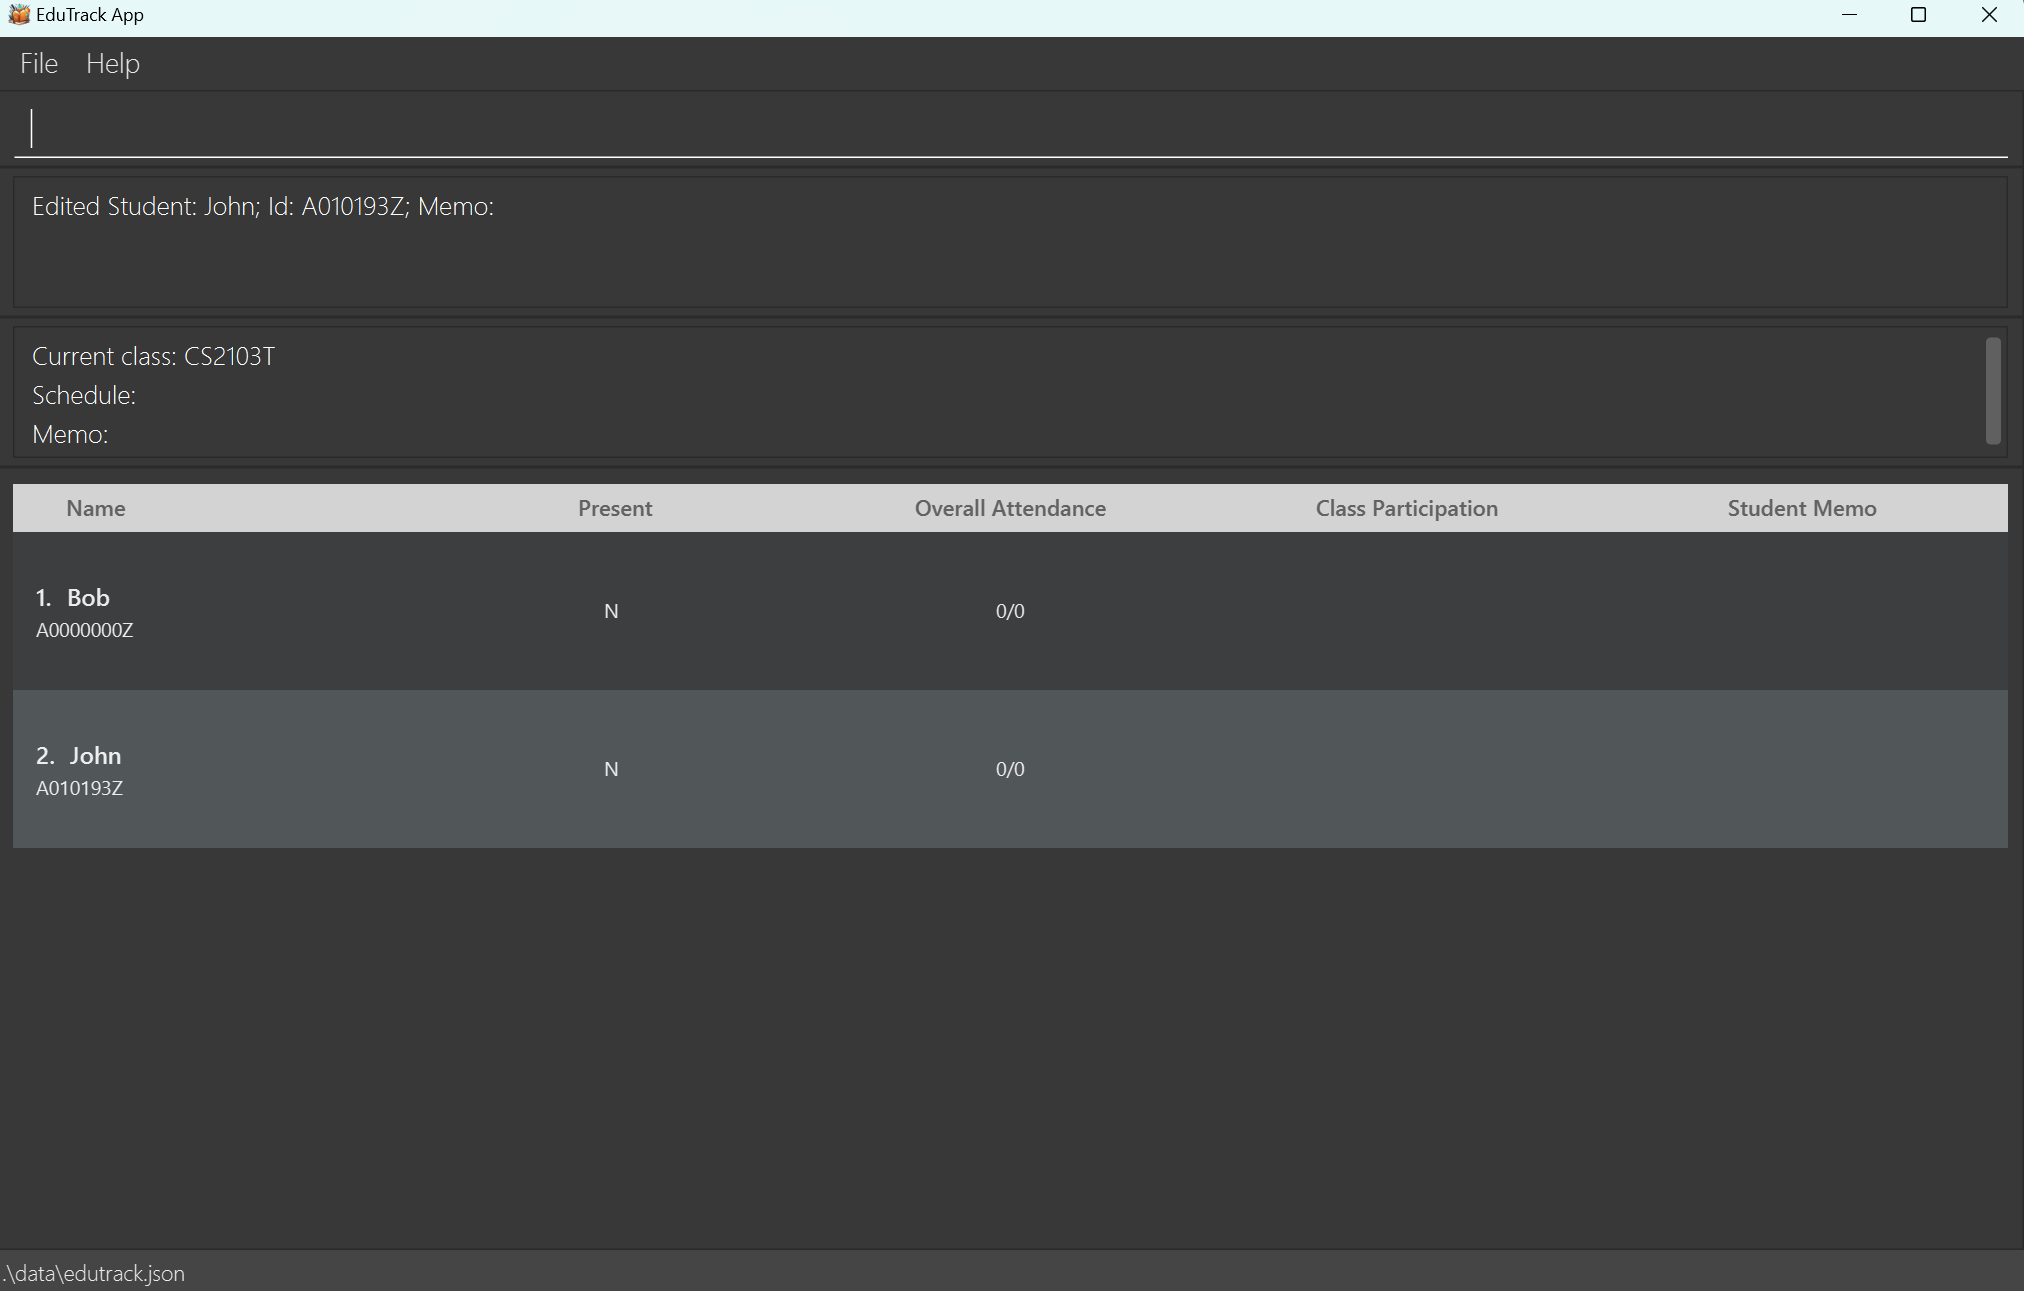 EduTrack App
File Help
Edited Student: John; Id: A010193Z; Memo:
Current class: CS2103T
Schedule:
Memo:
Name Present Overall Attendance Class Participation Student Memo
1. Bob
A0000000Z
N 0/0
2. John
A010193Z
N 0/0
.\data\edutrack.json